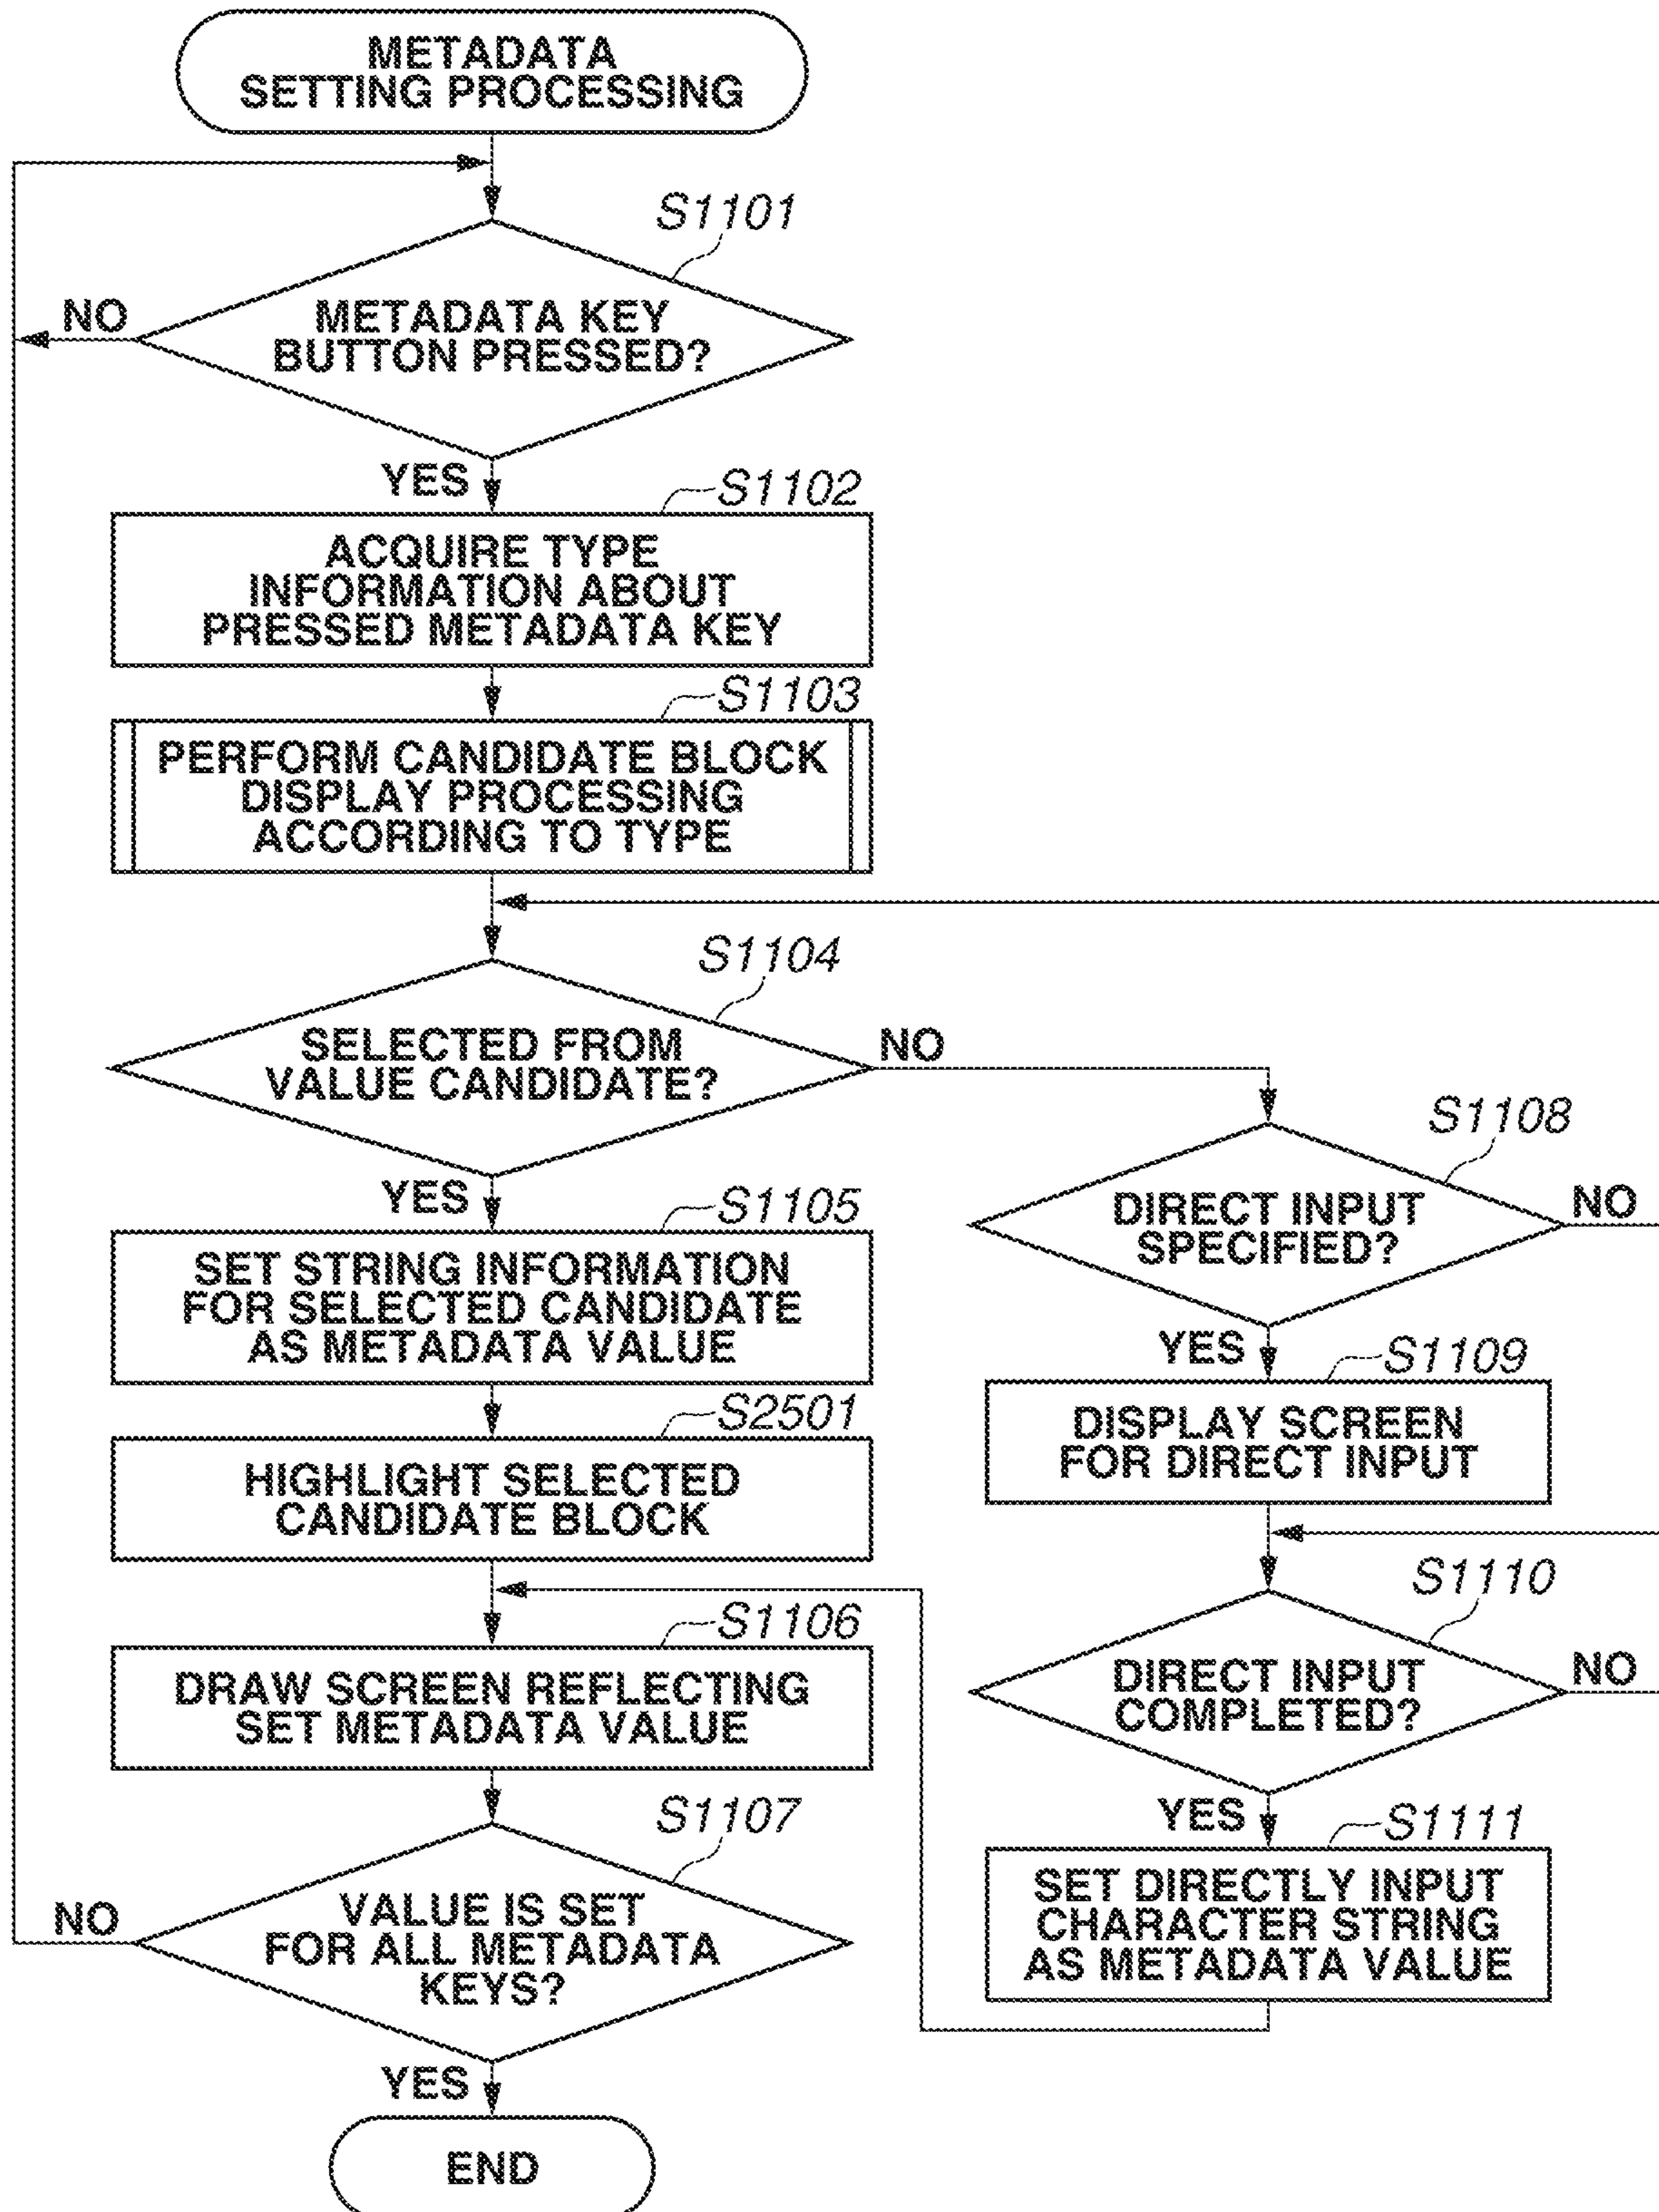 METADATA
SETTING PROCESSING
S1101
NO
METADATA KEY
BUTTON PRESSED?
YES
S1102
ACQUIRE TYPE
INFORMATION ABOUT
PRESSED METADATA KEY
S1103
PERFORM CANDIDATE BLOCK
DISPLAY PROCESSING
ACCORDING TO TYPE
S1104
SELECTED FROM
VALUE CANDIDATE?
NO
YES
S1105
SET STRING INFORMATION
FOR SELECTED CANDIDATE
AS METADATA VALUE
S2501
HIGHLIGHT SELECTED
CANDIDATE BLOCK
S1106
DRAW SCREEN REFLECTING
SET METADATA VALUE
S1107
NO
VALUE IS SET
FOR ALL METADATA
KEYS?
YES
END
S1108
DIRECT INPUT
SPECIFIED?
NO
YES
S1109
DISPLAY SCREEN
FOR DIRECT INPUT
S1110
DIRECT INPUT
COMPLETED?
NO
YES
S1111
SET DIRECTLY INPUT
CHARACTER STRING
AS METADATA VALUE